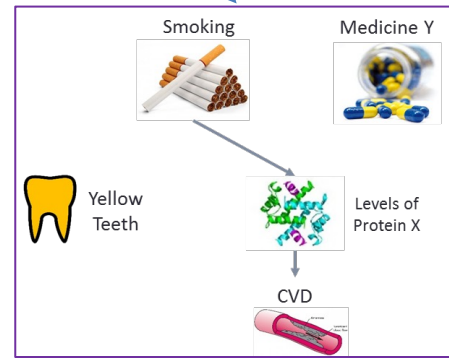 Smoking
Medicine Y
Yellow
Teeth
Levels of
Protein X
CVD